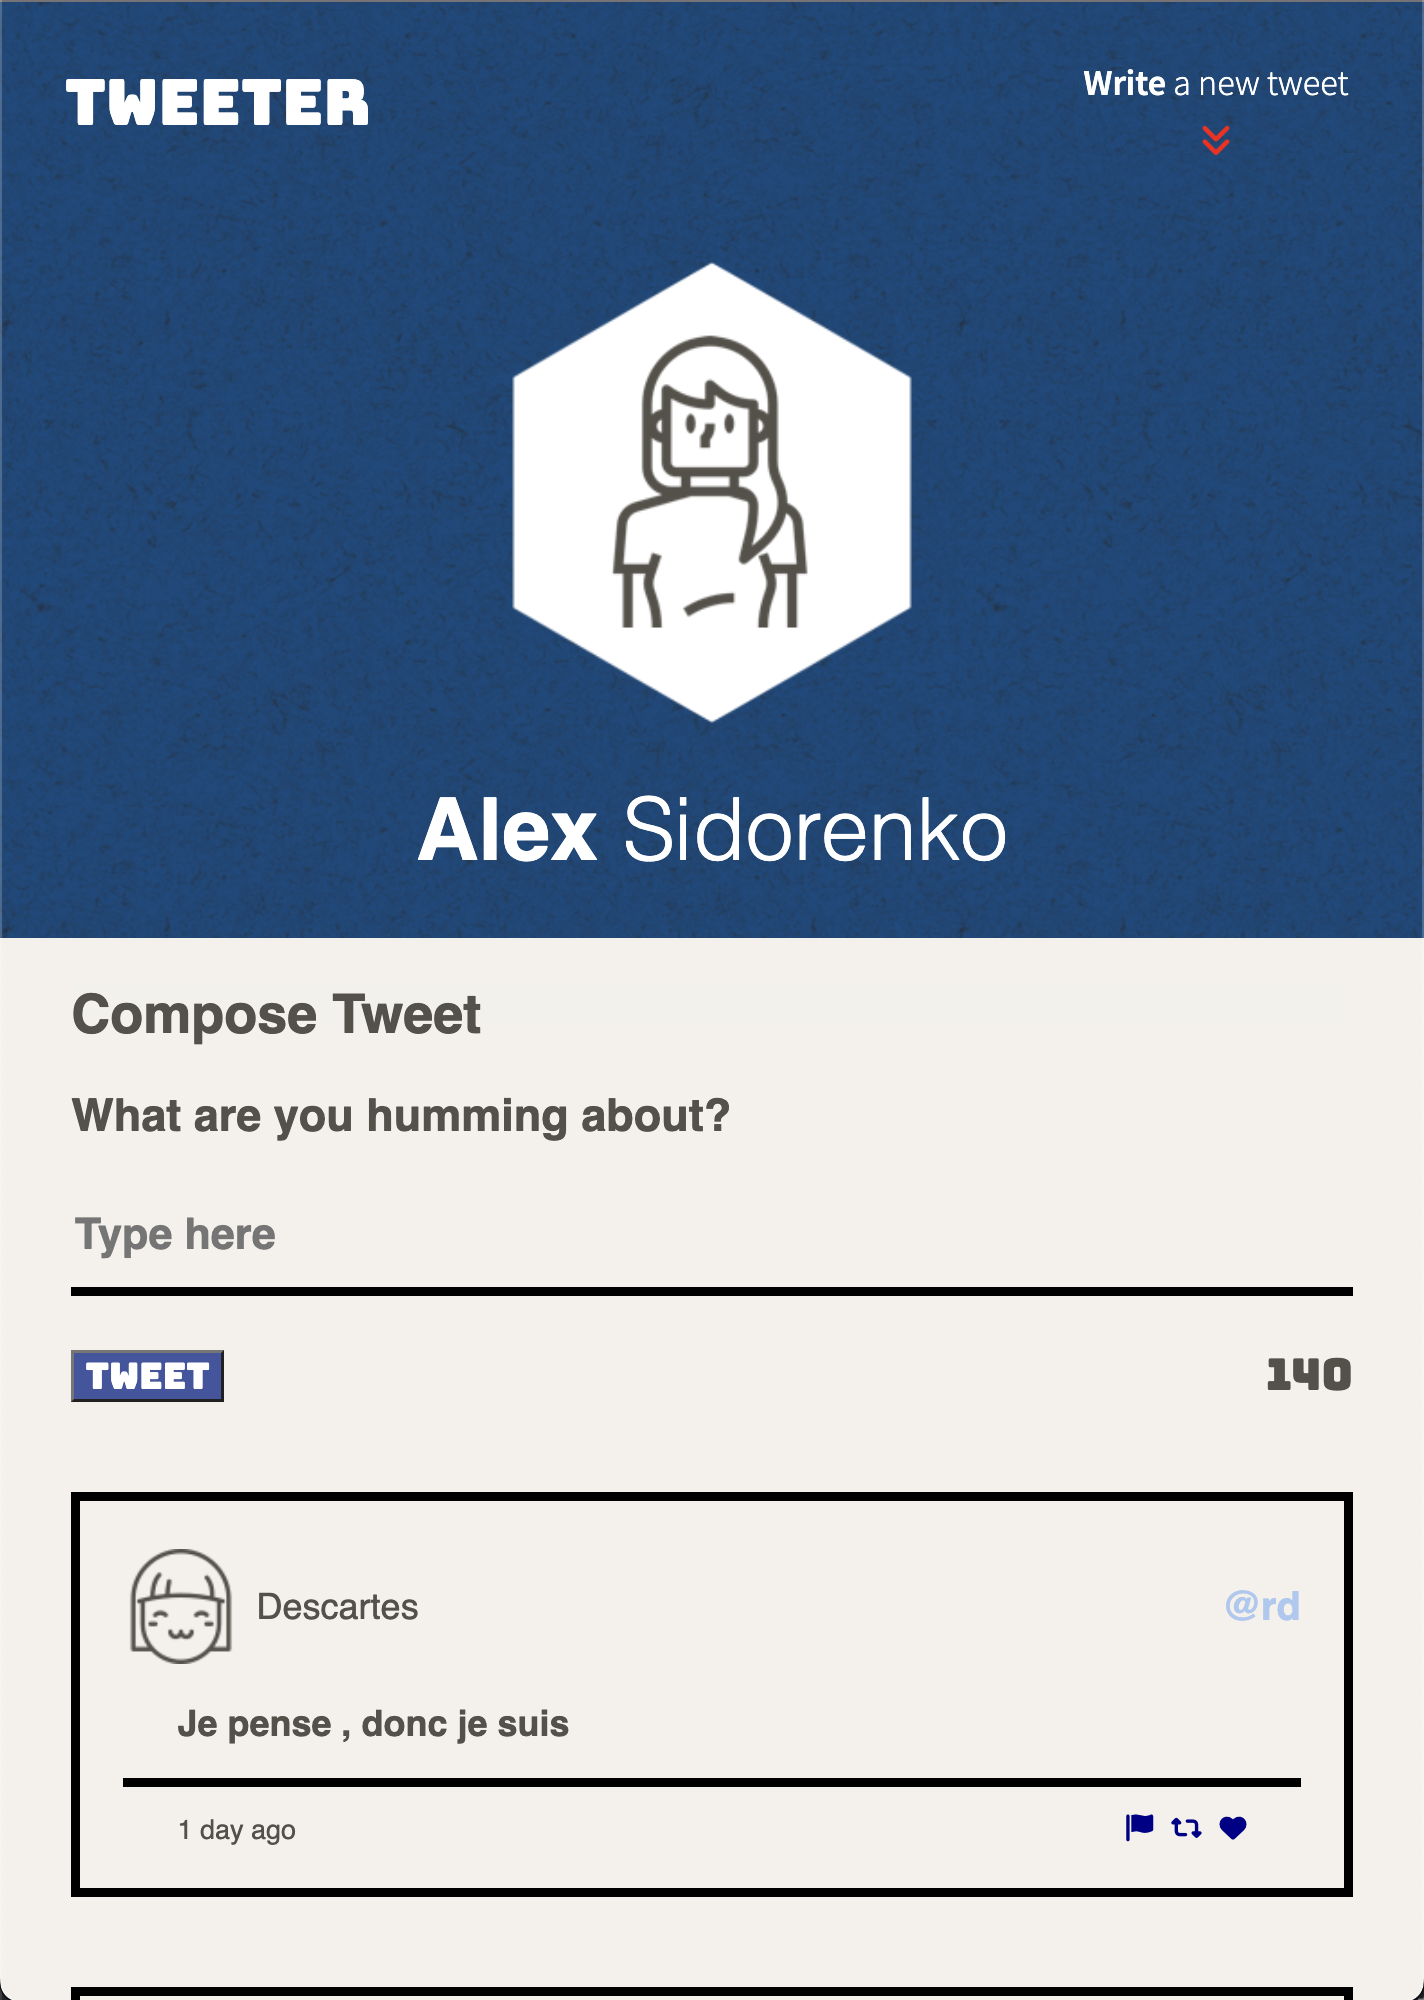 TWEETER
Write a new tweet
Alex Sidorenko
Compose Tweet
What are you humming about?
Type here
TWEET
140
Descartes
@rd
Je pense , donc je suis
1 day ago